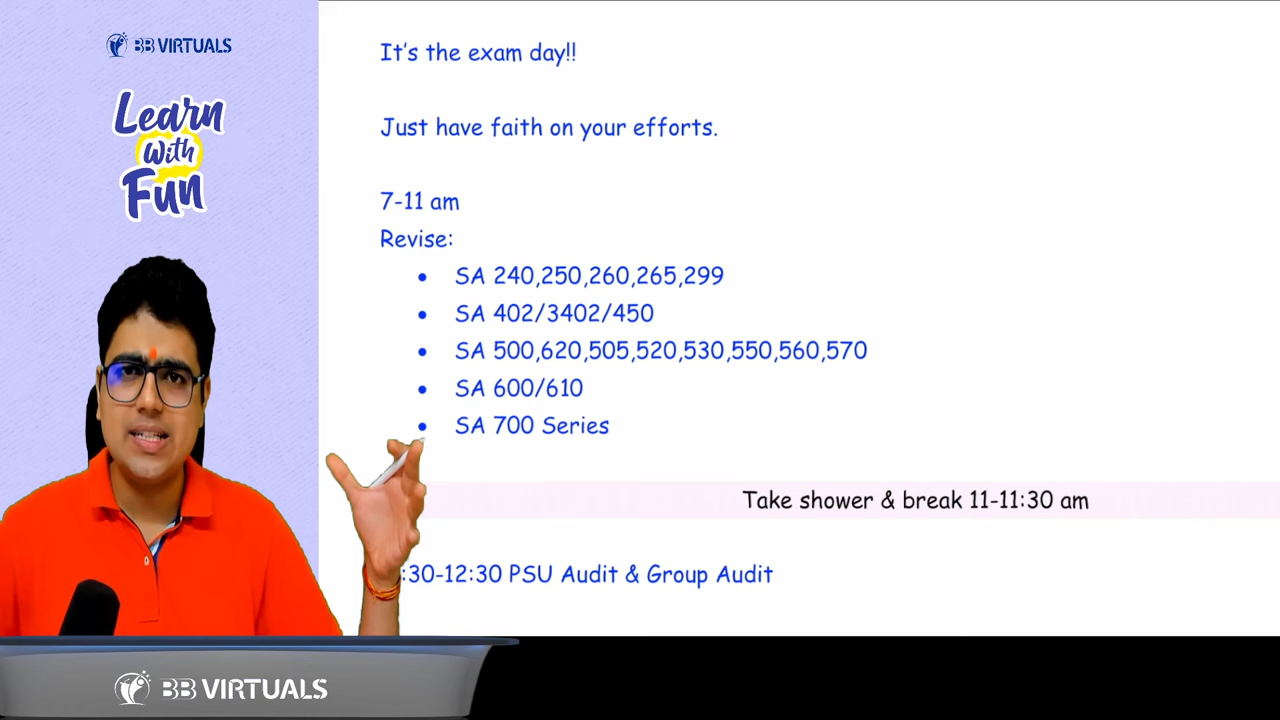 BB VIRTUALS
Learn
With
Fun
It's the exam day!!
Just have faith on your efforts.
7-11 am
Revise:
• SA 240,250,260,265,299
• SA 402/3402/450
• SA 500,620,505,520,530,550,560,570
• SA 600/610
• SA 700 Series
Take shower & break 11-11:30 am
:30-12:30 PSU Audit & Group Audit
BB VIRTUALS